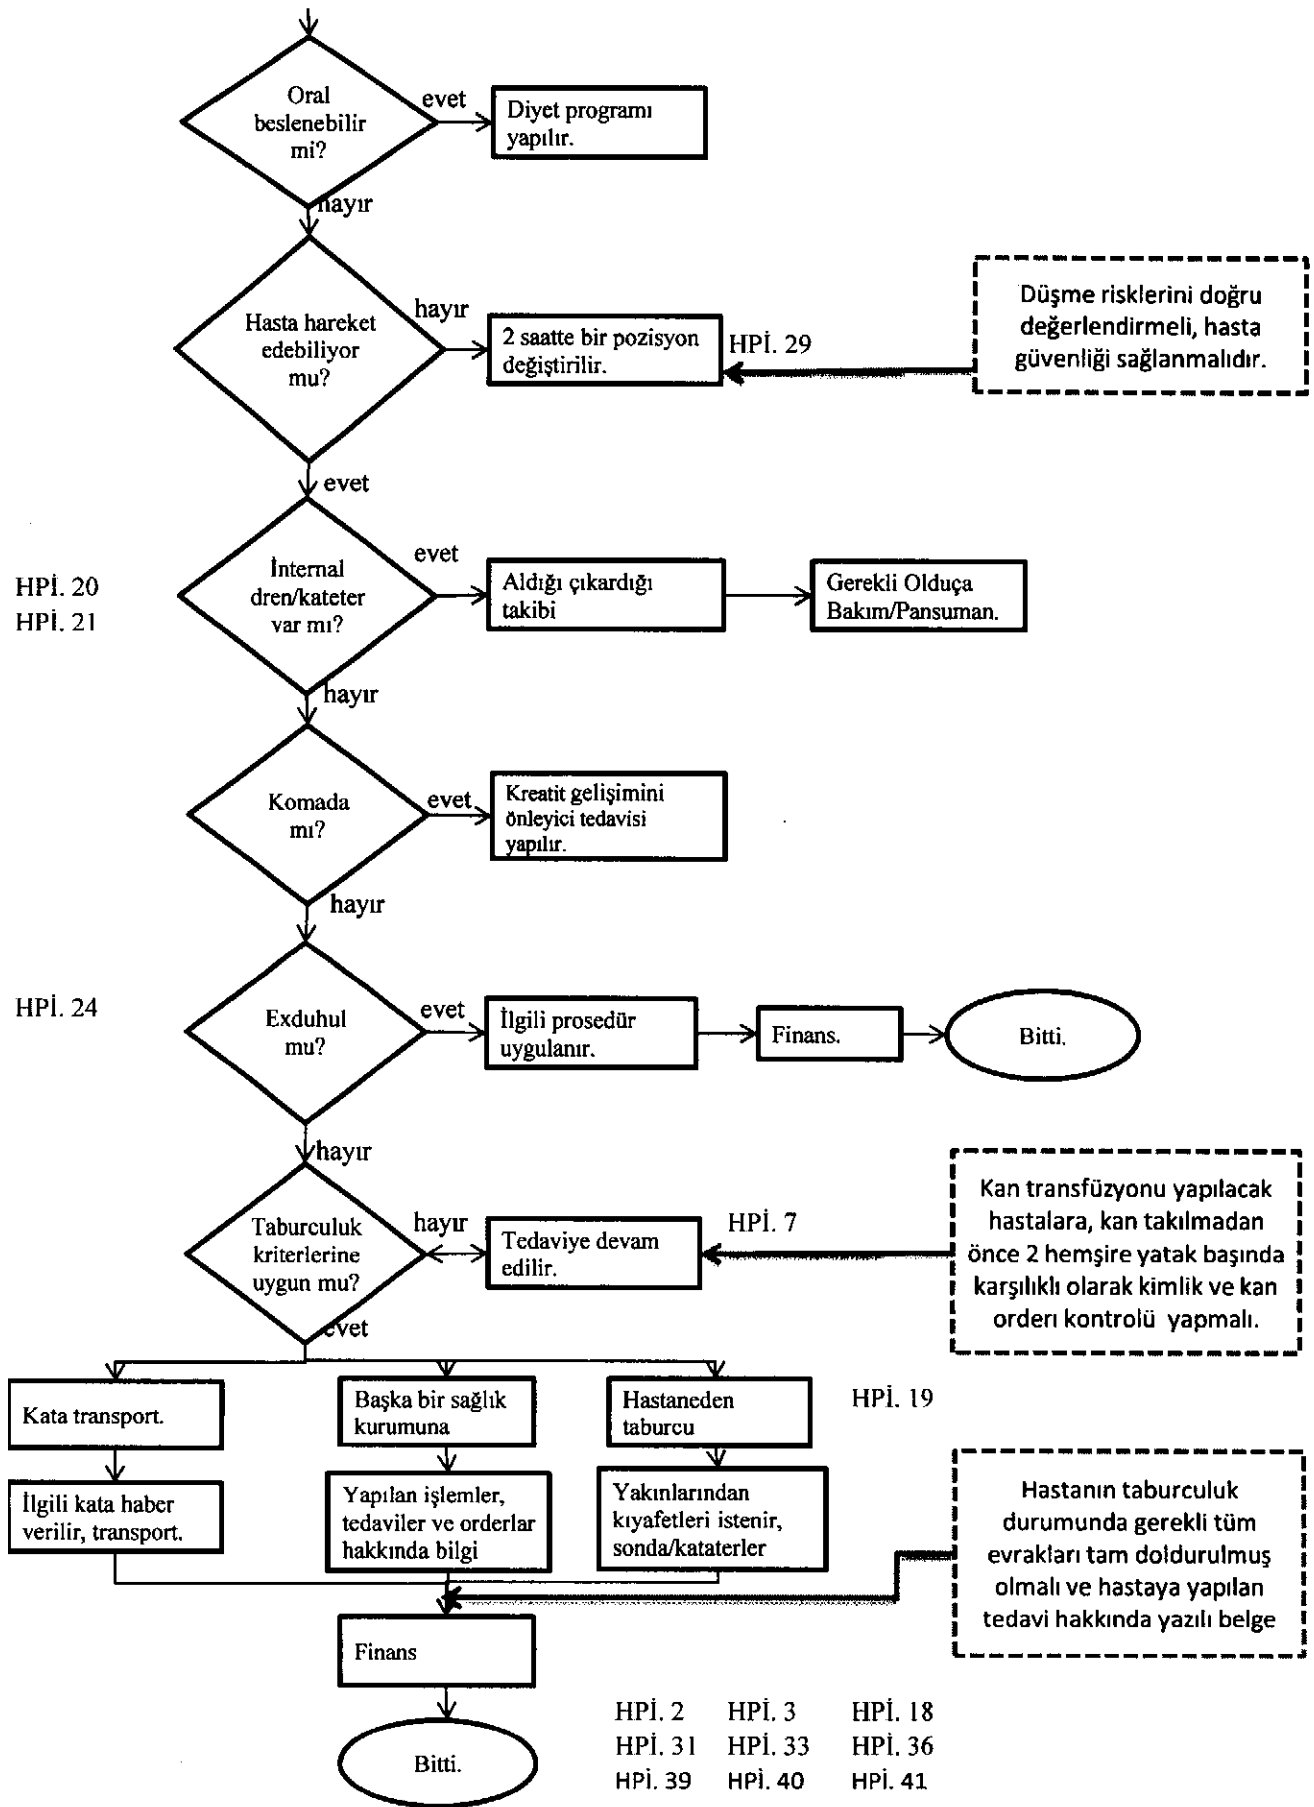 Oral
beslenebilir
mi?
evet
Diyet programı
yapılır.
hayır
Hasta hareket
edebiliyor
mu?
hayır
2 saatte bir pozisyon
değiştirilir.
HPİ. 29
Düşme risklerini doğru
değerlendirmeli, hasta
güvenliği sağlanmalıdır.
evet
HPİ. 20
HPİ. 21
İnternal
dren/kateter
var mı?
evet
Aldığı çıkardığı
takibi
Gerekli Olduça
Bakım/Pansuman.
hayır
Komada
mı?
evet
Kreatit gelişimini
önleyici tedavisi
yapılır.
hayır
HPİ. 24
Exduhul
mu?
evet
İlgili prosedür
uygulanır.
Finans.
Bitti.
hayır
Taburculuk
kriterlerine
uygun mu?
hayır
Tedaviye devam
edilir.
HPİ. 7
Kan transfüzyonu yapılacak
hastalara, kan takılmadan
önce 2 hemşire yatak başında
karşılıklı olarak kimlik ve kan
orderı kontrolü yapmalı.
evet
Kata transport.
Başka bir sağlık
kurumuna
Hastaneden
taburcu
HPİ. 19
İlgili kata haber
verilir, transport.
Yapılan işlemler,
tedaviler ve orderlar
hakkında bilgi
Yakınlarından
kıyafetleri istenir,
sonda/kataterler
Hastanın taburculuk
durumunda gerekli tüm
evrakları tam doldurulmuş
olmalı ve hastaya yapılan
tedavi hakkında yazılı belge
Finans
Bitti.
HPİ. 2 HPİ. 3 HPİ. 18
HPİ. 31 HPİ. 33 HPİ. 36
HPİ. 39 HPİ. 40 HPİ. 41